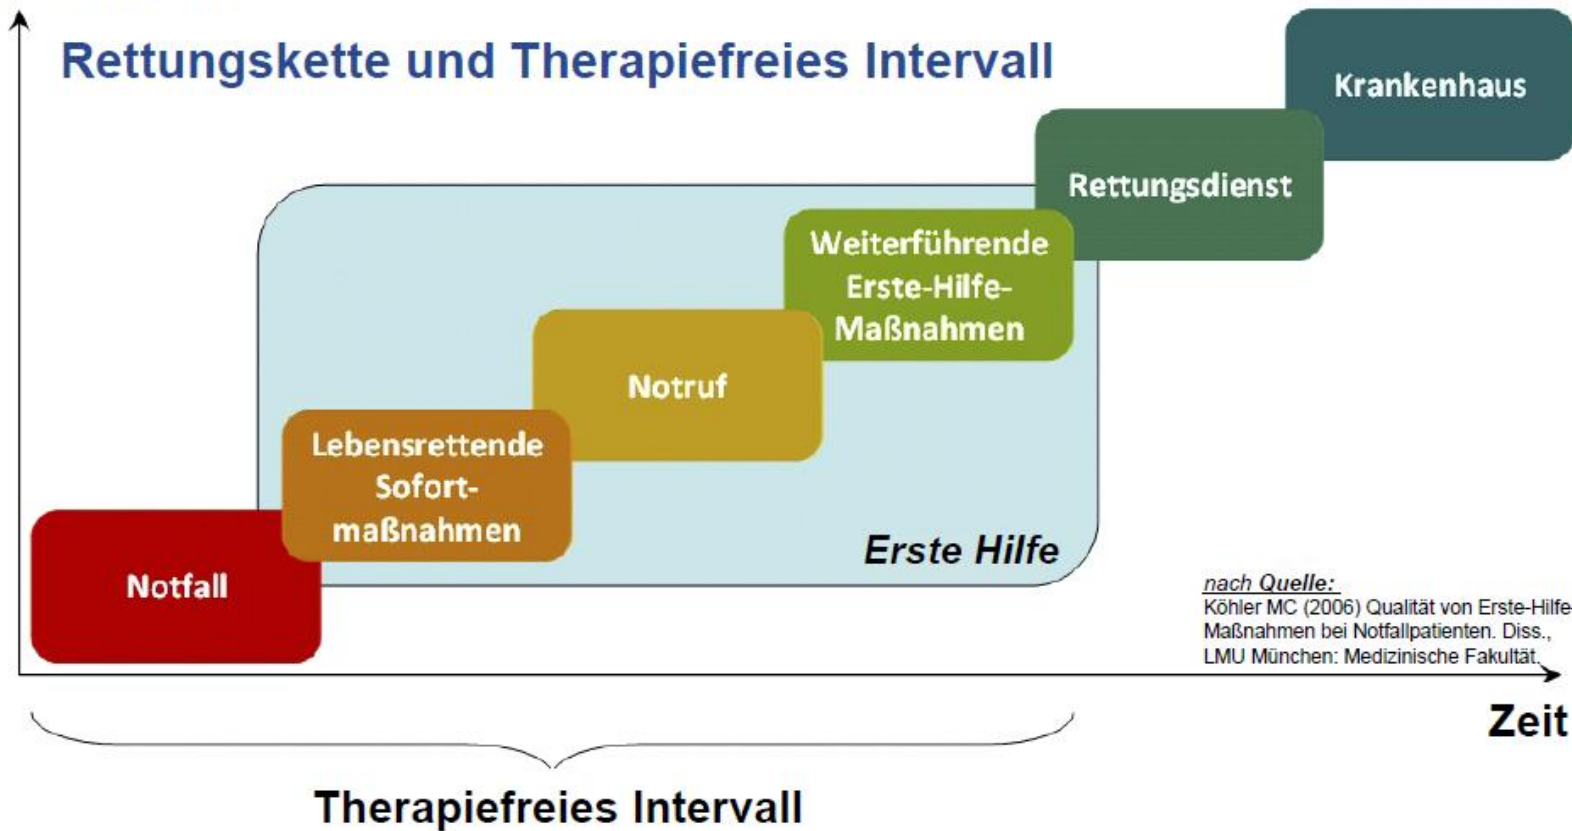 Rettungskette und Therapiefreies Intervall
Krankenhaus
Rettungsdienst
Weiterführende
Erste-Hilfe-
Maßnahmen
Notruf
Lebensrettende
Sofort-
maßnahmen
Notfall
Erste Hilfe
nach Quelle:
Köhler MC (2006) Qualität von Erste-Hilfe-
Maßnahmen bei Notfallpatienten. Diss.,
LMU München: Medizinische Fakultät.
Zeit
Therapiefreies Intervall